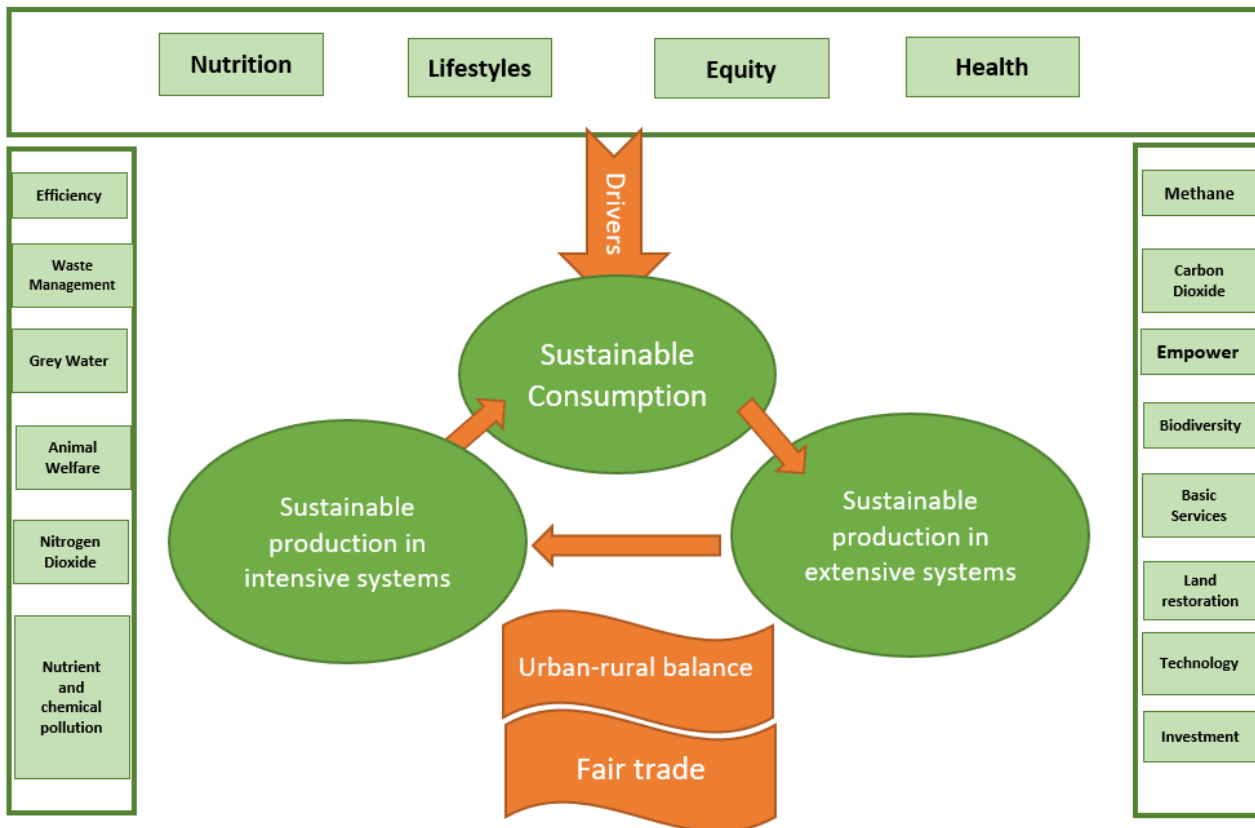 Nutrition
Lifestyles
Equity
Health
Drivers
Efficiency
Waste
Management
Grey Water
Animal
Welfare
Nitrogen
Dioxide
Nutrient
and
chemical
pollution
Sustainable
Consumption
Sustainable
production in
intensive systems
Sustainable
production in
extensive systems
Urban-rural balance
Fair trade
Methane
Carbon
Dioxide
Empower
Biodiversity
Basic
Services
Land
restoration
Technology
Investment